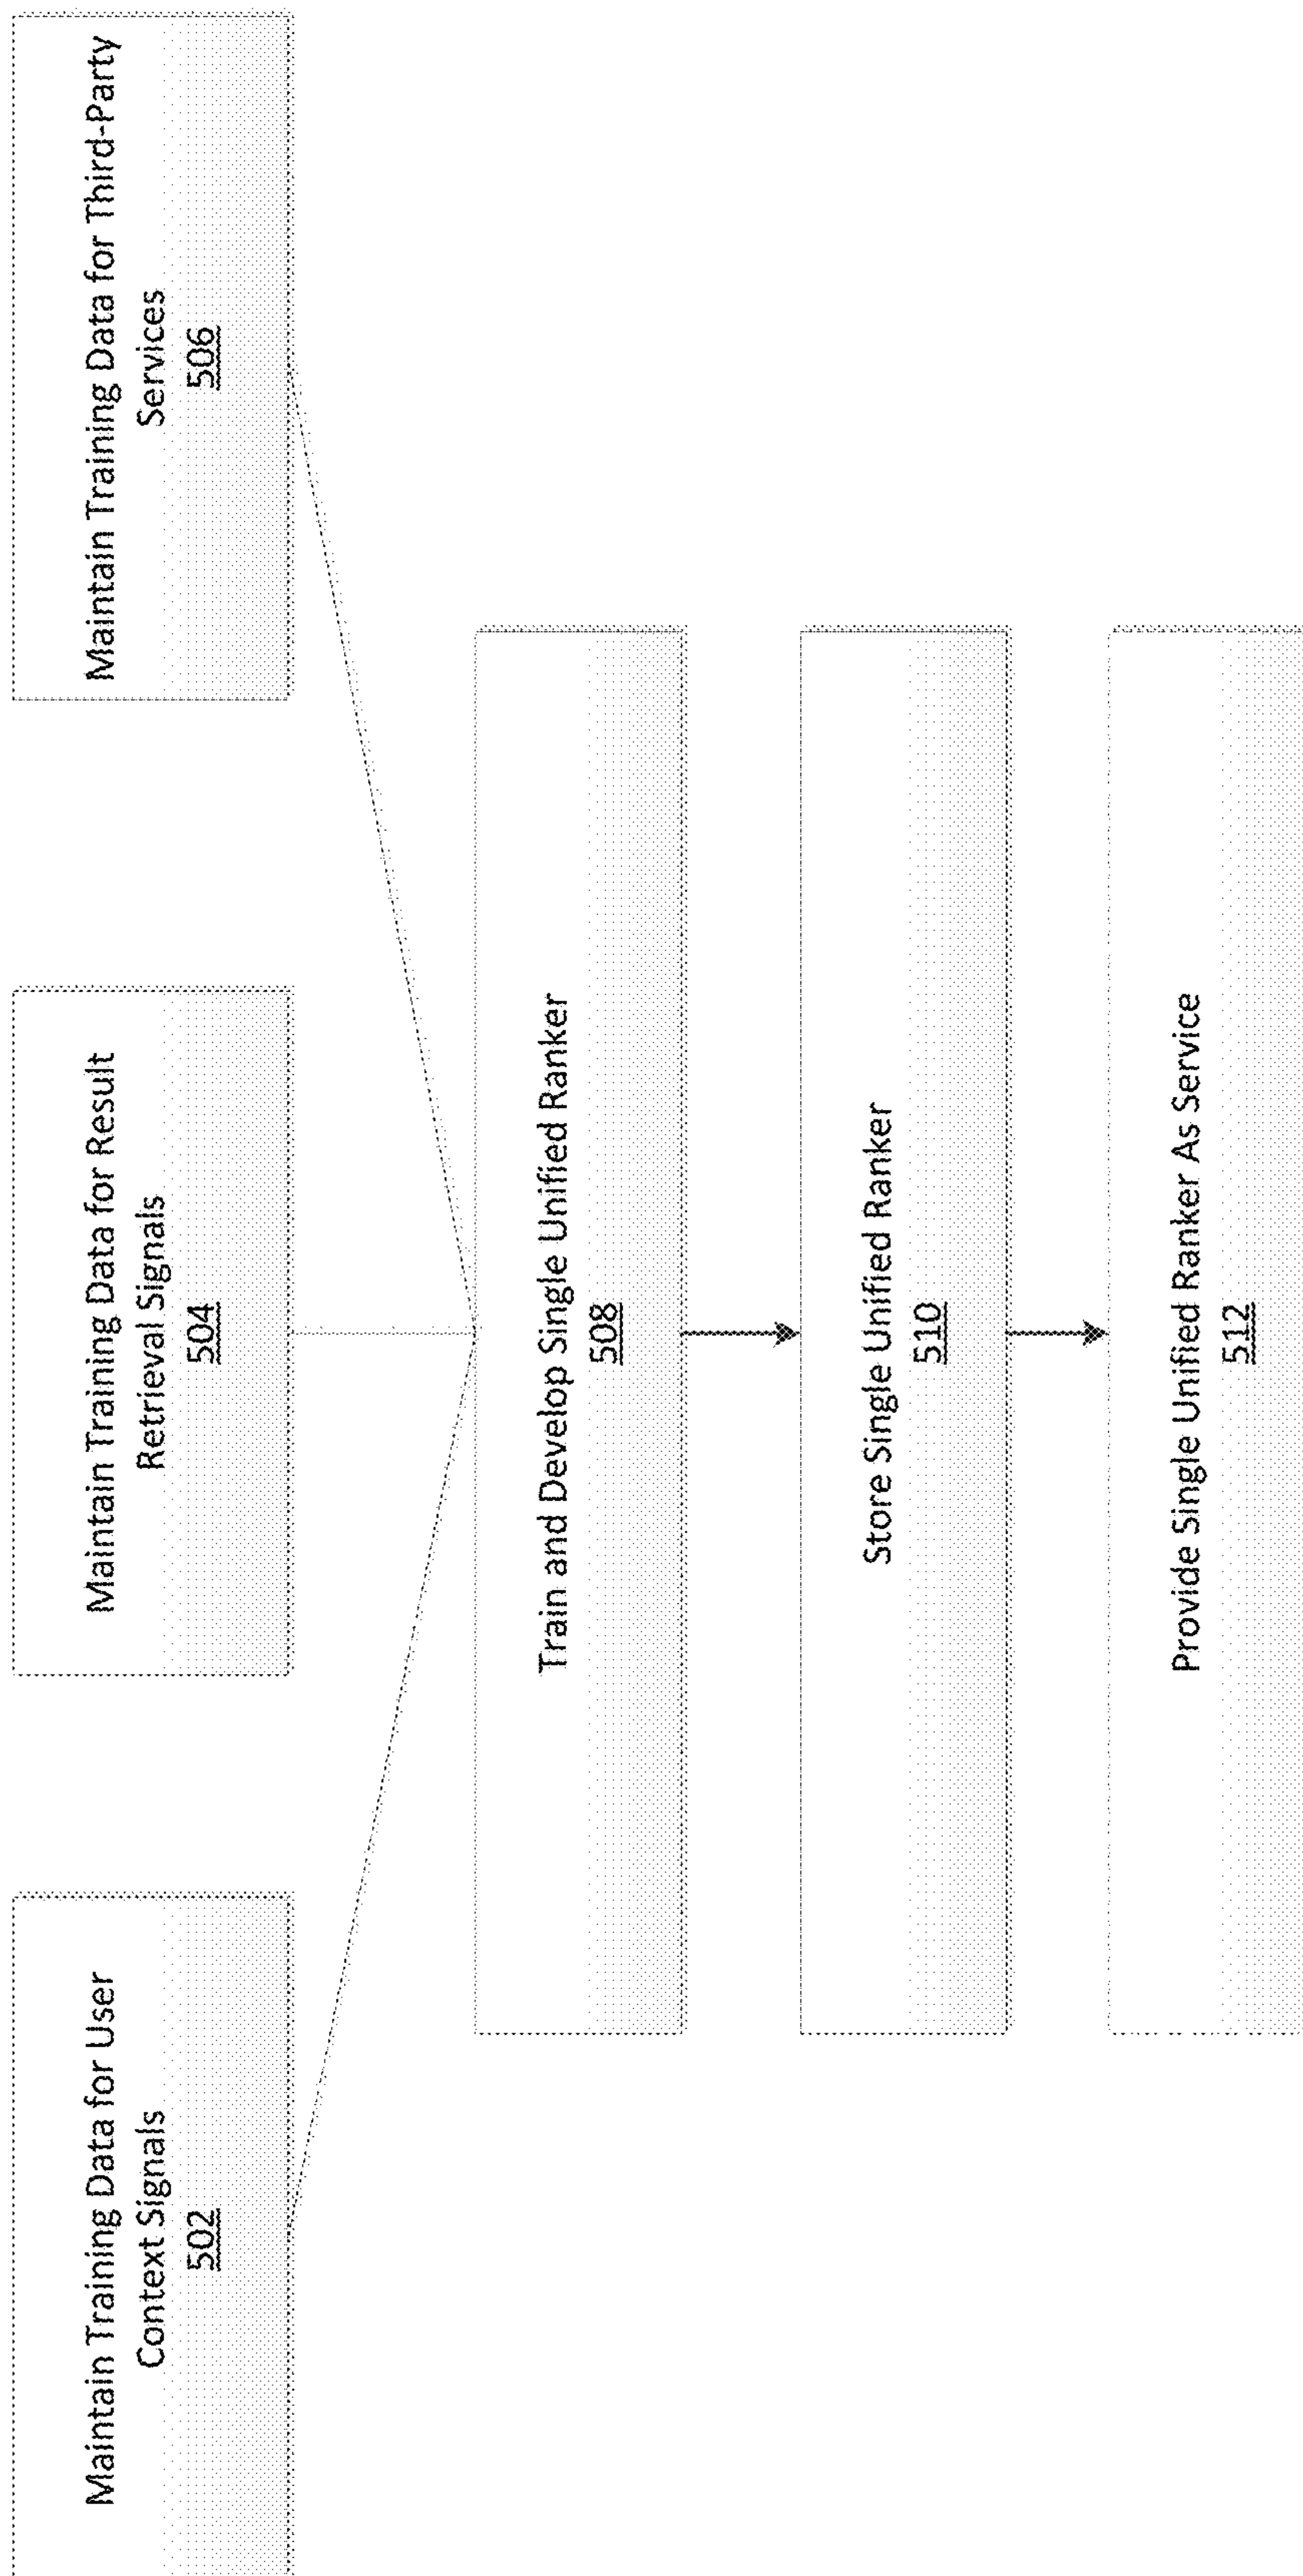 Maintain Training Data for User
Context Signals
502
Maintain Training Data for Result
Retrieval Signals
504
Maintain Training Data for Third-Party
Services
506
Train and Develop Single Unified Ranker
508
Store Single Unified Ranker
510
Provide Single Unified Ranker As Service
512